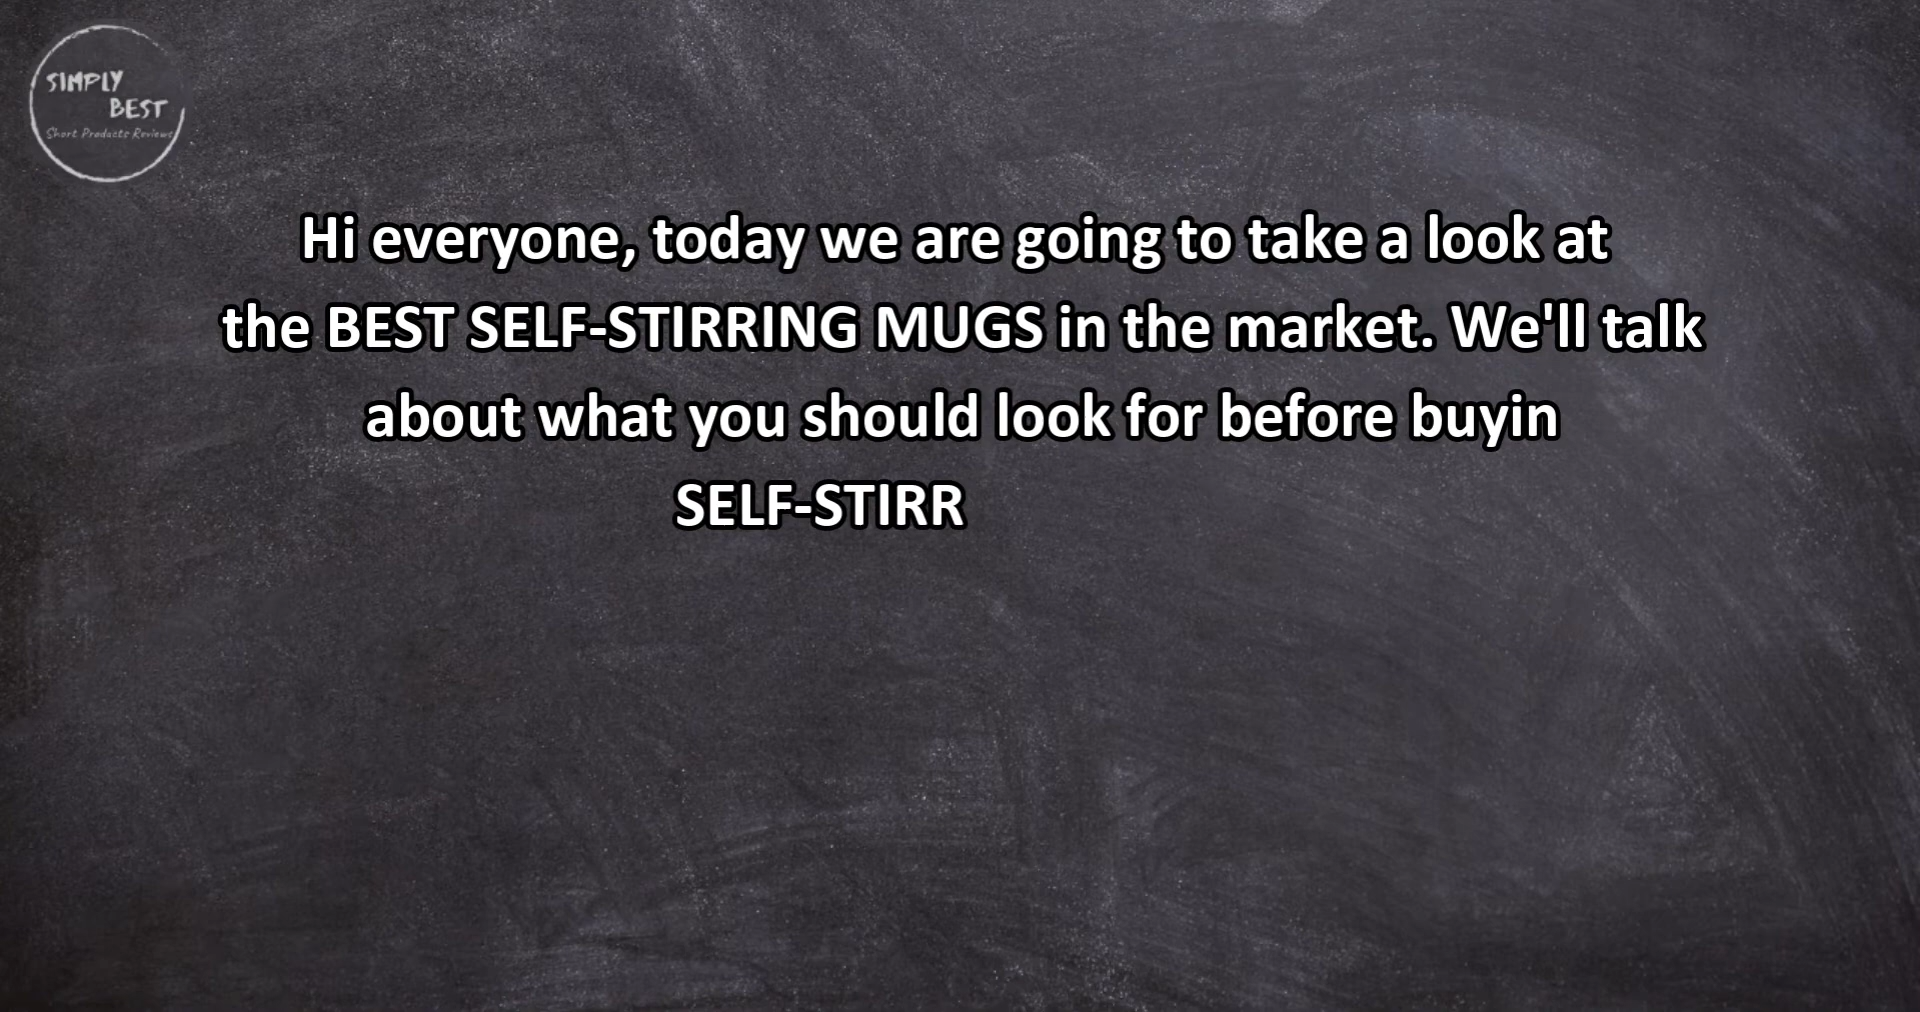 SIMPLY
BEST
Short Products Reviews
Hi everyone, today we are going to take a look at
the BEST SELF-STIRRING MUGS in the market. We'll talk
about what you should look for before buyin
SELF-STIRR